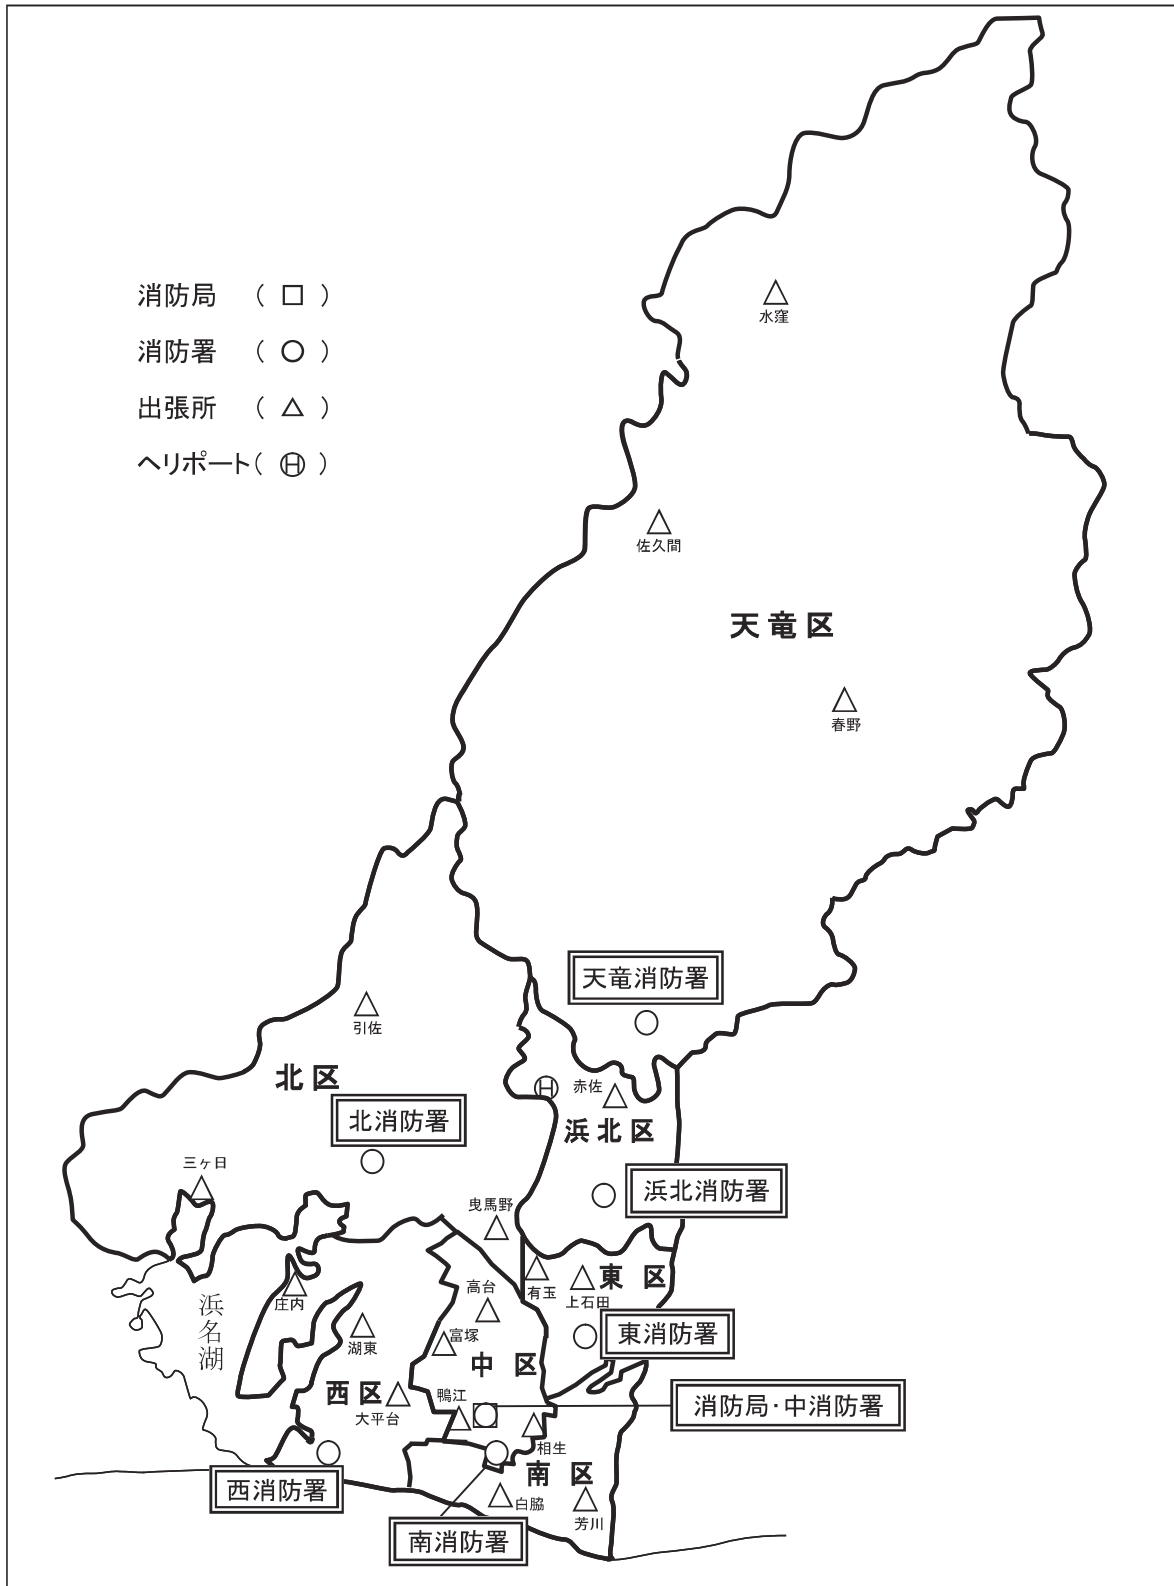 消防局 ( □ )
消防署 ( ○ )
出張所 ( △ )
ヘリポート( Ⓗ )
水窪
佐久間
天竜区
春野
天竜消防署
引佐
北区
赤佐
浜北区
北消防署
三ヶ日
浜北消防署
曳馬野
東区
有玉
上石田
高台
庄内
浜名湖
東消防署
富塚
湖東
中区
西区
鴨江
大平台
消防局・中消防署
相生
南区
西消防署
白脇
芳川
南消防署